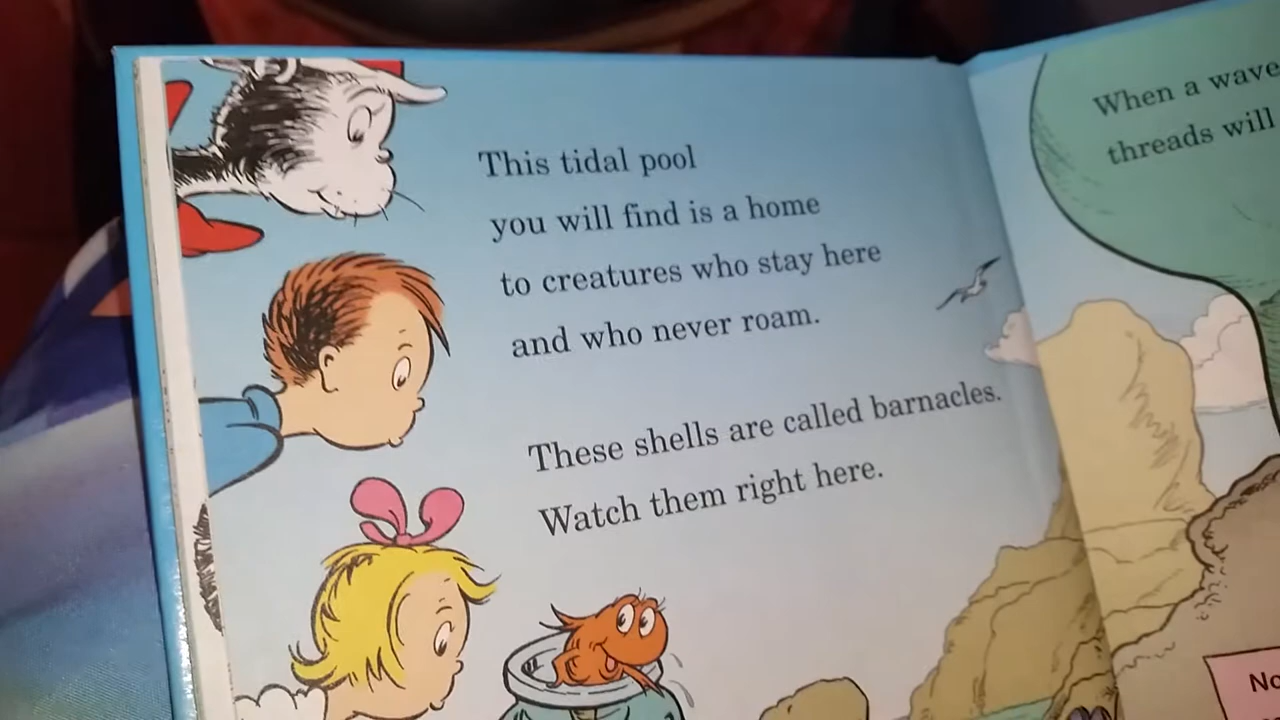 This tidal pool
you will find is a home
to creatures who stay here
and who never roam.
These shells are called barnacles.
Watch them right here.
When a wave
threads will